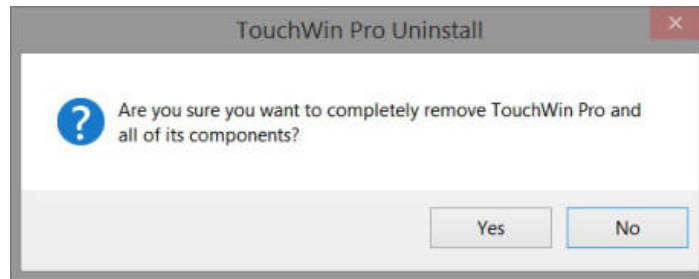 TouchWin Pro Uninstall
Are you sure you want to completely remove TouchWin Pro and
all of its components?
Yes
No